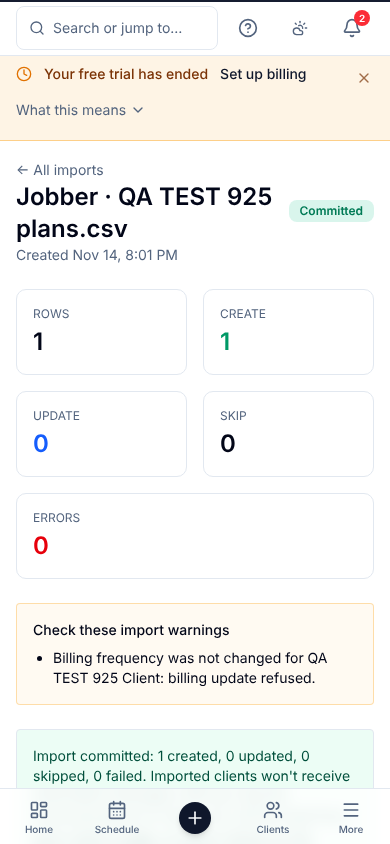 Search or jump to...
2
Your free trial has ended Set up billing
What this means
← All imports
Jobber · QA TEST 925
plans.csv
Committed
Created Nov 14, 8:01 PM
ROWS
1
CREATE
1
UPDATE
0
SKIP
0
ERRORS
0
Check these import warnings
• Billing frequency was not changed for QA
TEST 925 Client: billing update refused.
Import committed: 1 created, 0 updated, 0
skipped, 0 failed. Imported clients won't receive
Home
Schedule
Clients
More